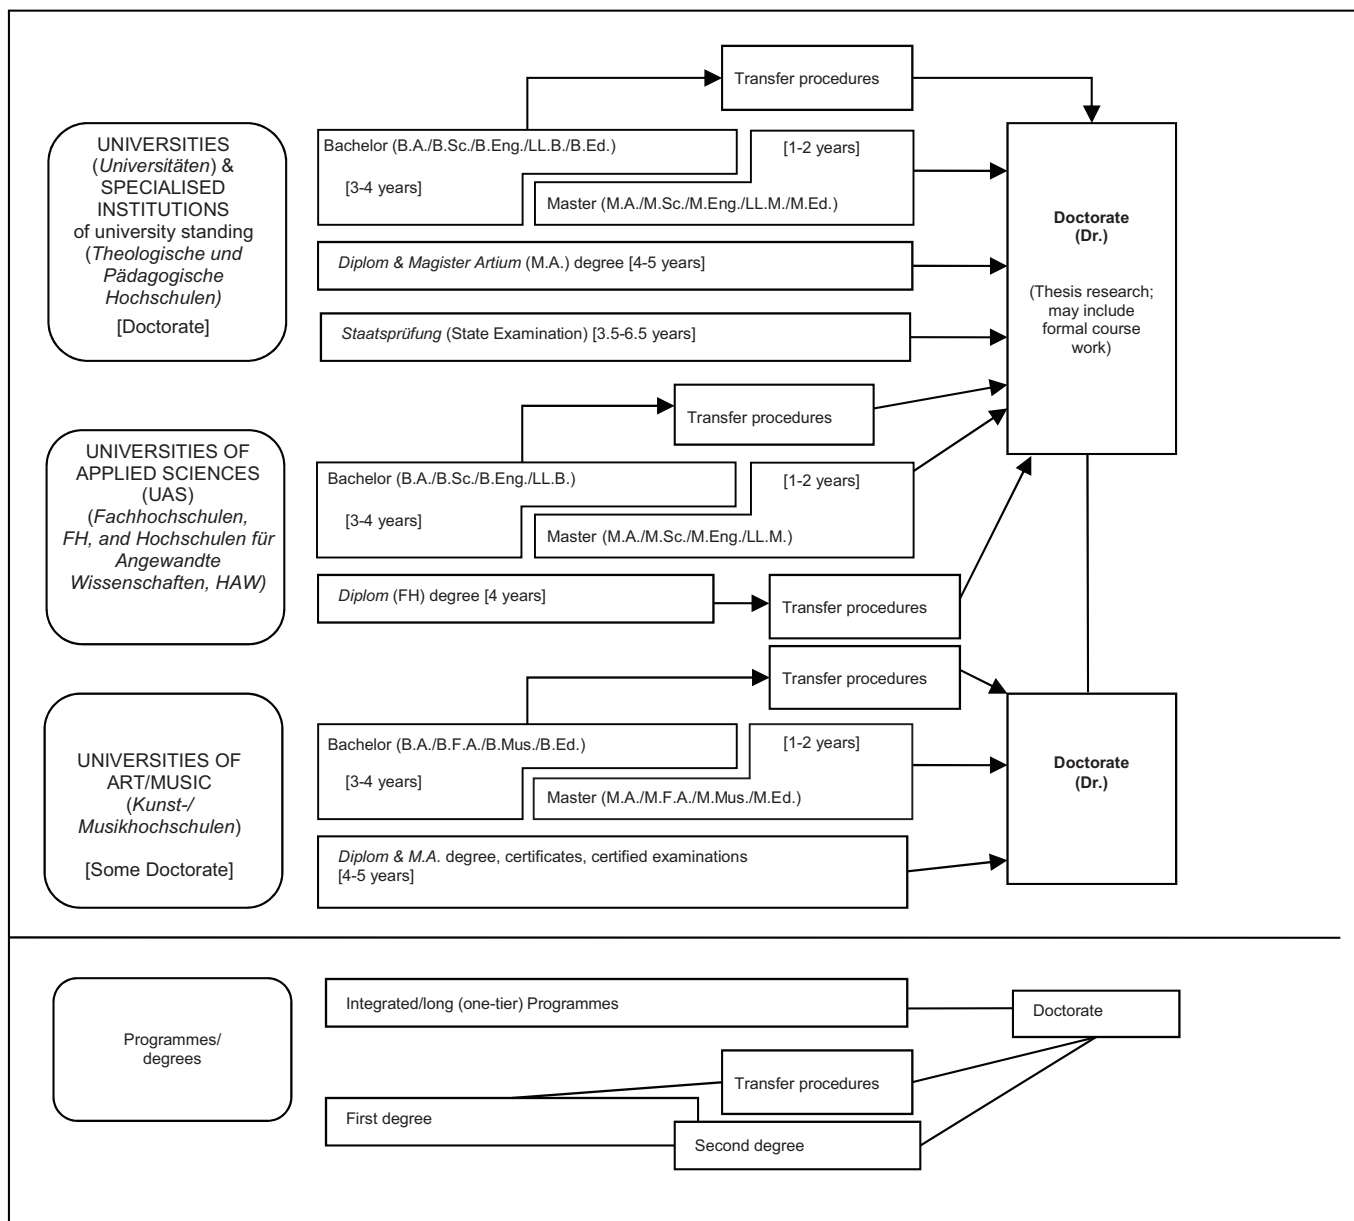 Transfer procedures
UNIVERSITIES
(Universitäten) &
SPECIALISED
INSTITUTIONS
of university standing
(Theologische und
Pädagogische
Hochschulen)
[Doctorate]
Bachelor (B.A./B.Sc./B.Eng./LL.B./B.Ed.)
[3-4 years]
[1-2 years]
Master (M.A./M.Sc./M.Eng./LL.M./M.Ed.)
Diplom & Magister Artium (M.A.) degree [4-5 years]
Staatsprüfung (State Examination) [3.5-6.5 years]
Doctorate
(Dr.)
(Thesis research;
may include
formal course
work)
Transfer procedures
UNIVERSITIES OF
APPLIED SCIENCES
(UAS)
(Fachhochschulen,
FH, and Hochschulen für
Angewandte
Wissenschaften, HAW)
Bachelor (B.A./B.Sc./B.Eng./LL.B.)
[3-4 years]
[1-2 years]
Master (M.A./M.Sc./M.Eng./LL.M.)
Diplom (FH) degree [4 years]
Transfer procedures
Transfer procedures
UNIVERSITIES OF
ART/MUSIC
(Kunst-/
Musikhochschulen)
[Some Doctorate]
Bachelor (B.A./B.F.A./B.Mus./B.Ed.)
[3-4 years]
[1-2 years]
Master (M.A./M.F.A./M.Mus./M.Ed.)
Diplom & M.A. degree, certificates, certified examinations
[4-5 years]
Doctorate
(Dr.)
Programmes/
degrees
Integrated/long (one-tier) Programmes
Doctorate
Transfer procedures
First degree
Second degree